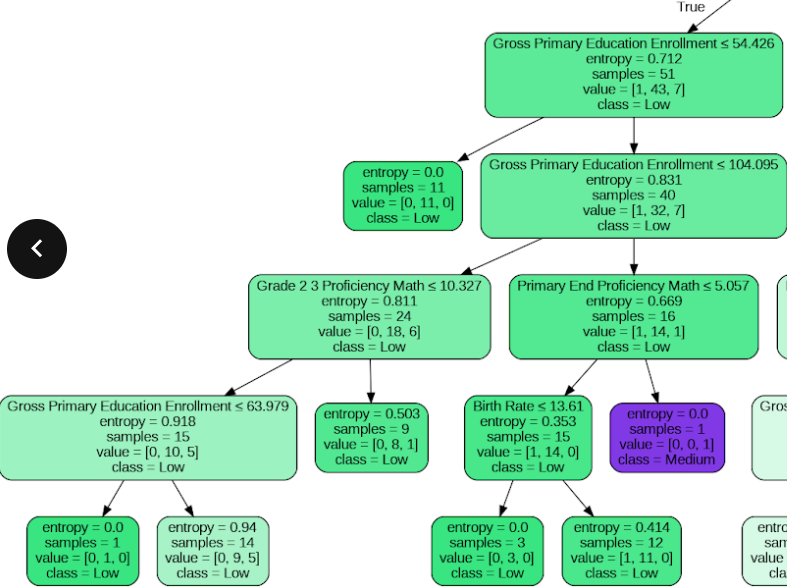 True
Gross Primary Education Enrollment ≤ 54.426
entropy = 0.712
samples = 51
value = [1, 43, 7]
class = Low
entropy = 0.0
samples = 11
value = [0, 11, 0]
class = Low
Gross Primary Education Enrollment ≤ 104.095
entropy = 0.831
samples = 40
value = [1, 32, 7]
class = Low
Grade 2 3 Proficiency Math ≤ 10.327
entropy = 0.811
samples = 24
value = [0, 18, 6]
class = Low
Primary End Proficiency Math ≤ 5.057
entropy = 0.669
samples = 16
value = [1, 14, 1]
class = Low
Gross Primary Education Enrollment ≤ 63.979
entropy = 0.918
samples = 15
value = [0, 10, 5]
class = Low
entropy = 0.503
samples = 9
value = [0, 8, 1]
class = Low
Birth Rate ≤ 13.61
entropy = 0.353
samples = 15
value = [1, 14, 0]
class = Low
entropy = 0.0
samples = 1
value = [0, 0, 1]
class = Medium
Gros
entropy = 0.0
samples = 1
value = [0, 1, 0]
class = Low
entropy = 0.94
samples = 14
value = [0, 9, 5]
class = Low
entropy = 0.0
samples = 3
value = [0, 3, 0]
class = Low
entropy = 0.414
samples = 12
value = [1, 11, 0]
class = Low
entro
sam
value
cla